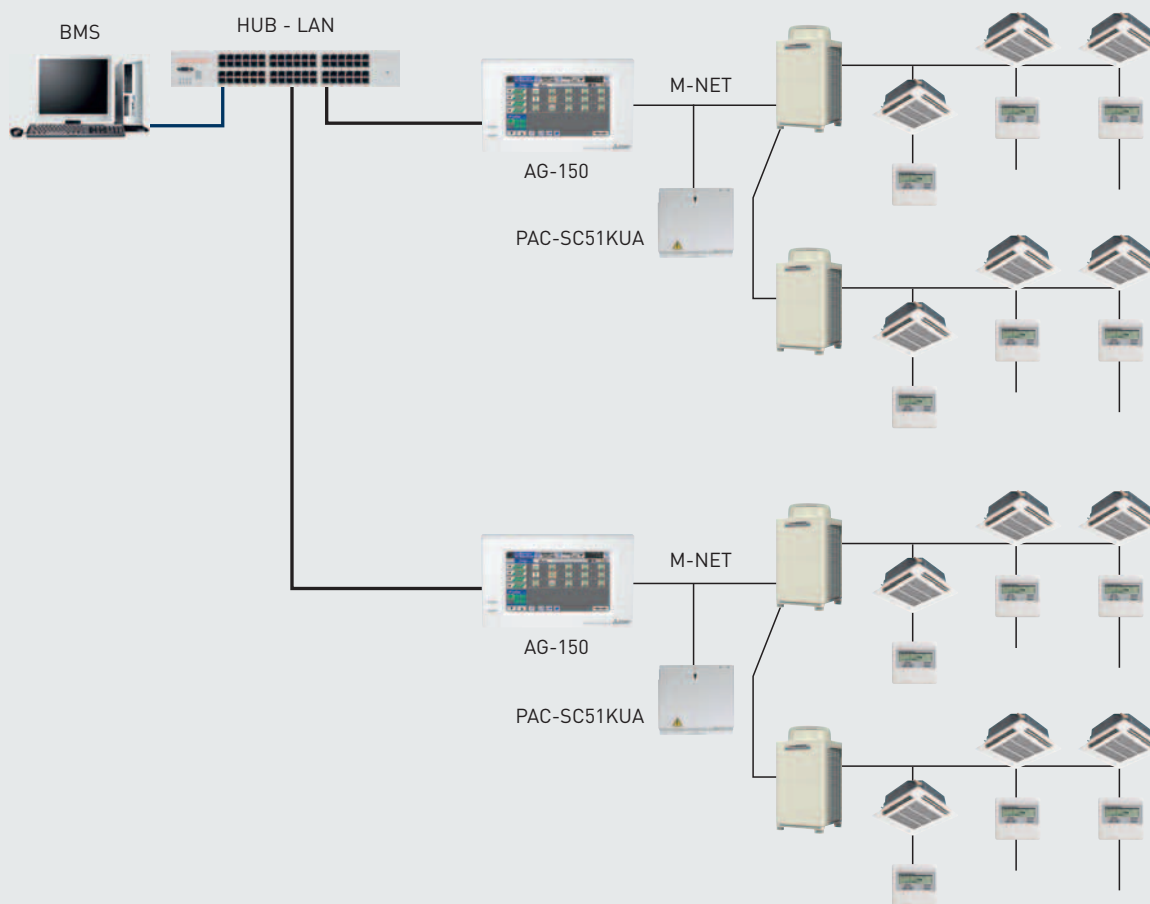 BMS
HUB - LAN
M-NET
AG-150
PAC-SC51KUA
M-NET
AG-150
PAC-SC51KUA